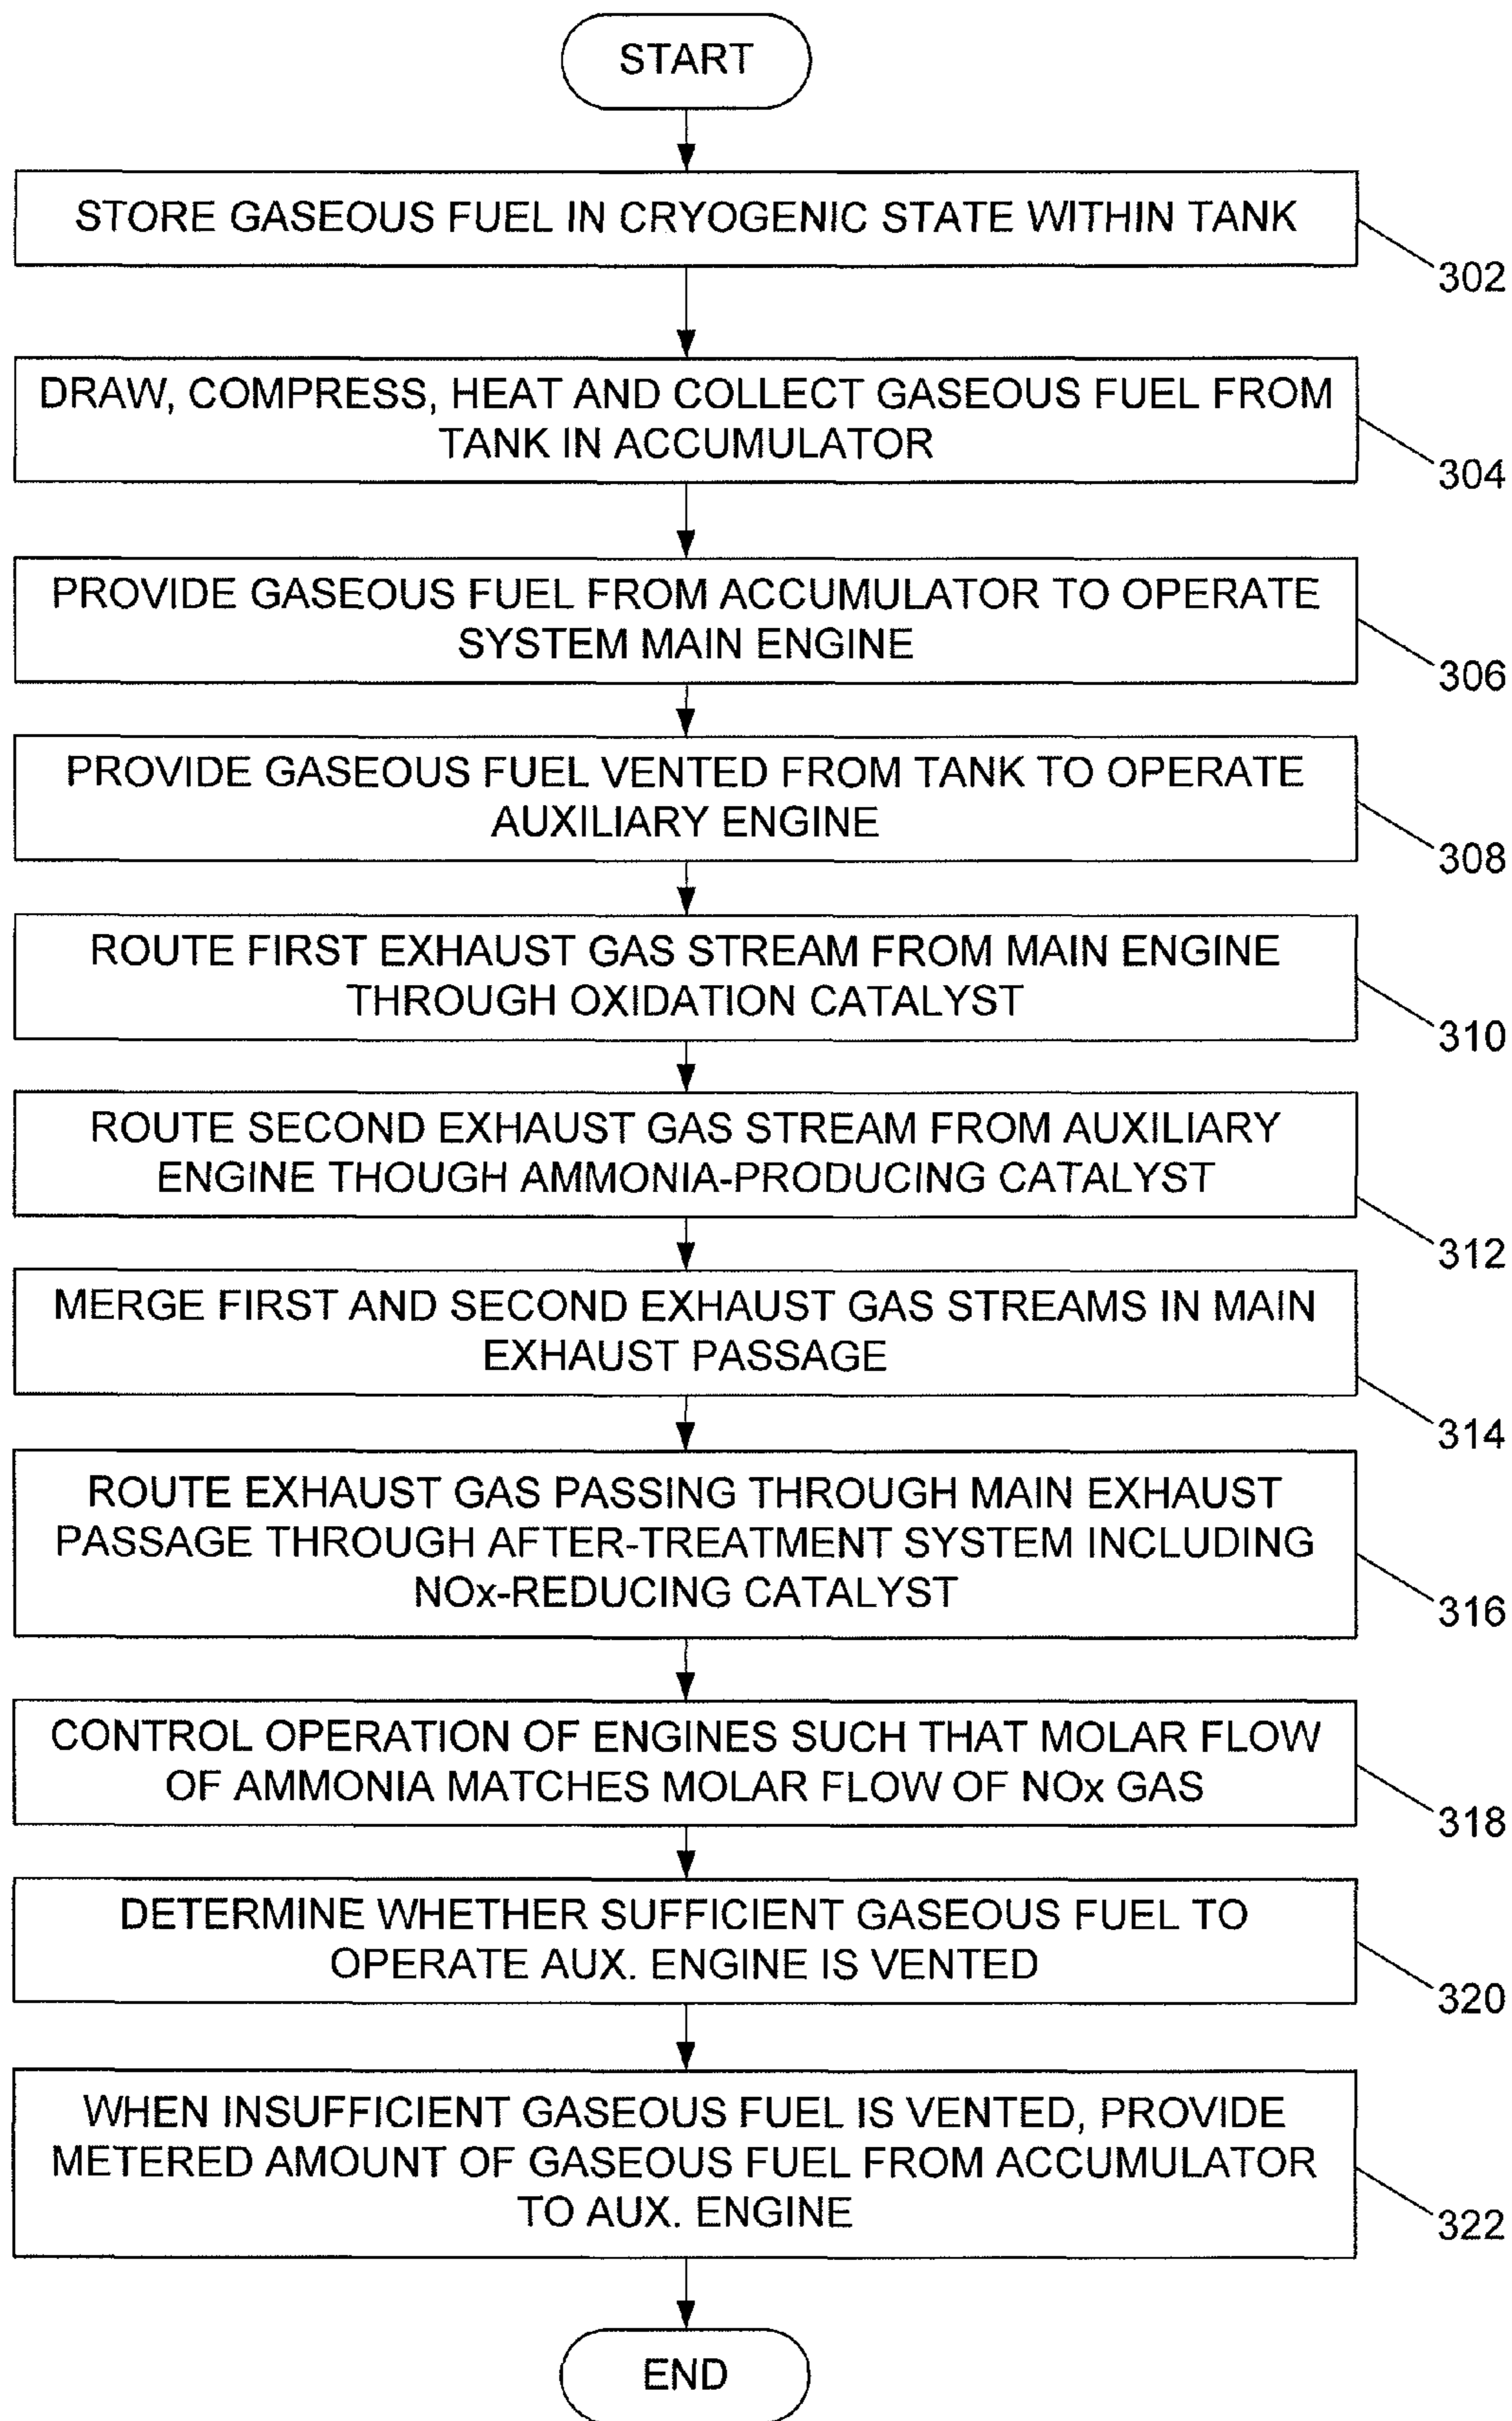 START
STORE GASEOUS FUEL IN CRYOGENIC STATE WITHIN TANK
302
DRAW, COMPRESS, HEAT AND COLLECT GASEOUS FUEL FROM
TANK IN ACCUMULATOR
304
PROVIDE GASEOUS FUEL FROM ACCUMULATOR TO OPERATE
SYSTEM MAIN ENGINE
306
PROVIDE GASEOUS FUEL VENTED FROM TANK TO OPERATE
AUXILIARY ENGINE
308
ROUTE FIRST EXHAUST GAS STREAM FROM MAIN ENGINE
THROUGH OXIDATION CATALYST
310
ROUTE SECOND EXHAUST GAS STREAM FROM AUXILIARY
ENGINE THOUGH AMMONIA-PRODUCING CATALYST
312
MERGE FIRST AND SECOND EXHAUST GAS STREAMS IN MAIN
EXHAUST PASSAGE
314
ROUTE EXHAUST GAS PASSING THROUGH MAIN EXHAUST
PASSAGE THROUGH AFTER-TREATMENT SYSTEM INCLUDING
NOx-REDUCING CATALYST
316
CONTROL OPERATION OF ENGINES SUCH THAT MOLAR FLOW
OF AMMONIA MATCHES MOLAR FLOW OF NOx GAS
318
DETERMINE WHETHER SUFFICIENT GASEOUS FUEL TO
OPERATE AUX. ENGINE IS VENTED
320
WHEN INSUFFICIENT GASEOUS FUEL IS VENTED, PROVIDE
METERED AMOUNT OF GASEOUS FUEL FROM ACCUMULATOR
TO AUX. ENGINE
322
END